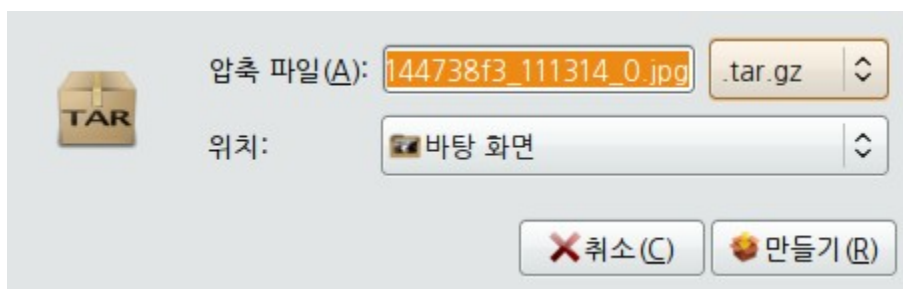 압축 파일(A): 144738f3_111314_0.jpg .tar.gz
TAR
위치: 바탕 화면
취소(C) 만들기(R)